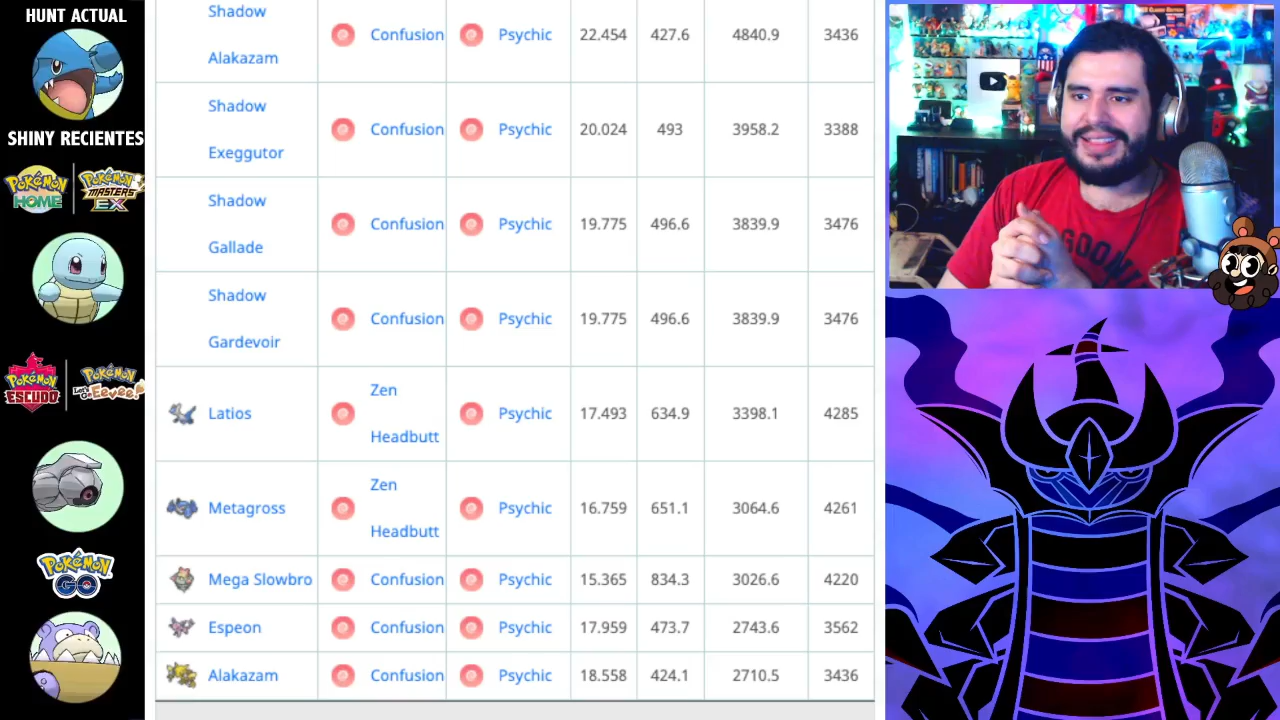 HUNT ACTUAL
SHINY RECIENTES
POKéMON HOME
POKéMON MASTERS EX
POKéMON ESCUDO
POKéMON Let's Go Eevee!
POKéMON GO
Shadow Alakazam Confusion Psychic 22.454 427.6 4840.9 3436
Shadow Exeggutor Confusion Psychic 20.024 493 3958.2 3388
Shadow Gallade Confusion Psychic 19.775 496.6 3839.9 3476
Shadow Gardevoir Confusion Psychic 19.775 496.6 3839.9 3476
Latios Zen Headbutt Psychic 17.493 634.9 3398.1 4285
Metagross Zen Headbutt Psychic 16.759 651.1 3064.6 4261
Mega Slowbro Confusion Psychic 15.365 834.3 3026.6 4220
Espeon Confusion Psychic 17.959 473.7 2743.6 3562
Alakazam Confusion Psychic 18.558 424.1 2710.5 3436